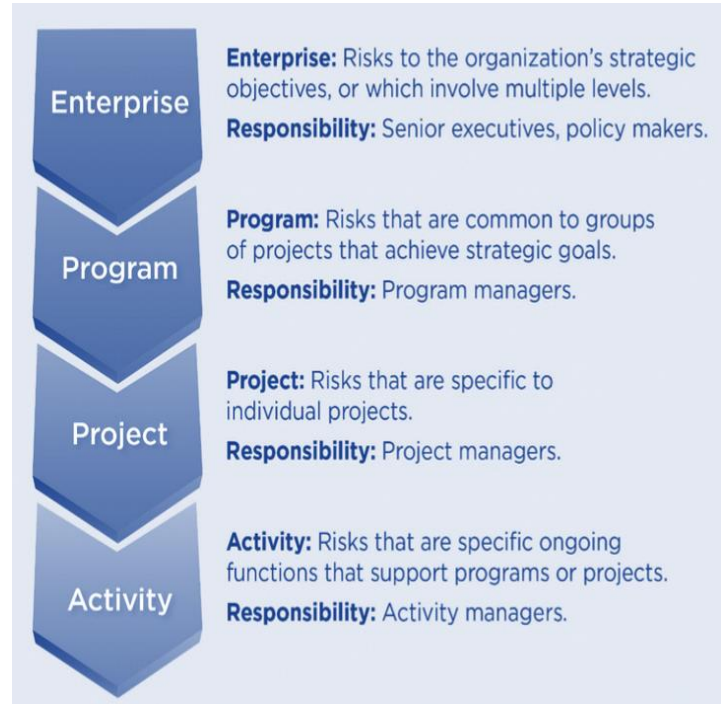 Enterprise
Enterprise: Risks to the organization’s strategic
objectives, or which involve multiple levels.
Responsibility: Senior executives, policy makers.
Program
Program: Risks that are common to groups
of projects that achieve strategic goals.
Responsibility: Program managers.
Project
Project: Risks that are specific to
individual projects.
Responsibility: Project managers.
Activity
Activity: Risks that are specific ongoing
functions that support programs or projects.
Responsibility: Activity managers.